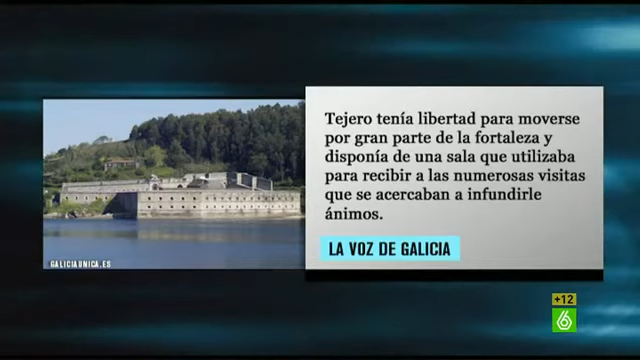 Tejero tenía libertad para moverse
por gran parte de la fortaleza y
disponía de una sala que utilizaba
para recibir a las numerosas visitas
que se acercaban a infundirle
ánimos.
LA VOZ DE GALICIA
GALICIAUNICA.ES
+12
6